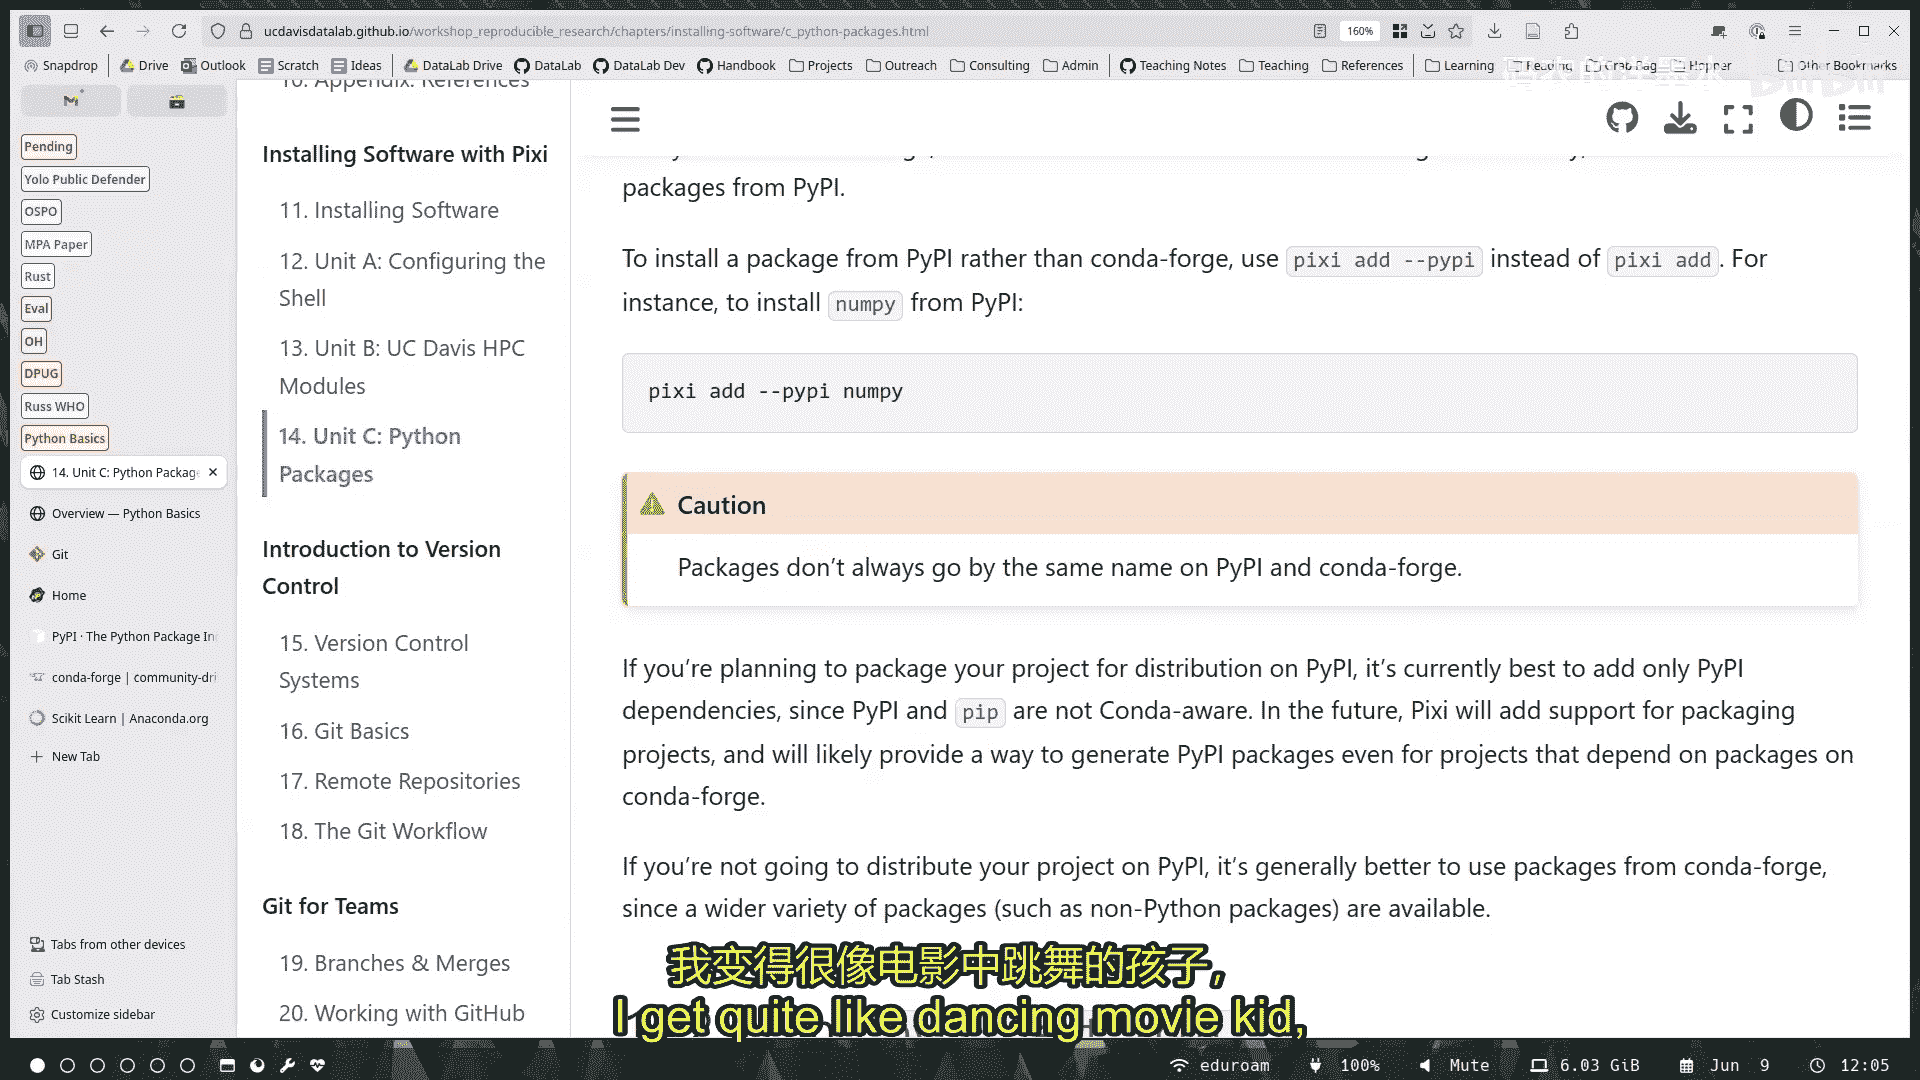 ucdavisdatalab.github.io/workshop_reproducible_research/chapters/installing-software/c_python-packages.html
160%
Snapdrop
Drive
Outlook
Scratch
Ideas
DataLab Drive
DataLab
DataLab Dev
Handbook
Projects
Outreach
Consulting
Admin
Teaching Notes
Teaching
References
Learning
Reading
Grab Bag
Hopper
Other Bookmarks
Pending
Yolo Public Defender
OSPO
MPA Paper
Rust
Eval
OH
DPUG
Russ WHO
Python Basics
14. Unit C: Python Packag
Overview — Python Basics
Git
Home
PyPI · The Python Package In
conda-forge | community-dri
Scikit Learn | Anaconda.org
New Tab
Tabs from other devices
Tab Stash
Customize sidebar
10. Appendix: References
Installing Software with Pixi
11. Installing Software
12. Unit A: Configuring the
Shell
13. Unit B: UC Davis HPC
Modules
14. Unit C: Python
Packages
Introduction to Version
Control
15. Version Control
Systems
16. Git Basics
17. Remote Repositories
18. The Git Workflow
Git for Teams
19. Branches & Merges
20. Working with GitHub
packages from PyPI.
To install a package from PyPI rather than conda-forge, use pixi add --pypi instead of pixi add. For
instance, to install numpy from PyPI:
pixi add --pypi numpy
Caution
Packages don’t always go by the same name on PyPI and conda-forge.
If you’re planning to package your project for distribution on PyPI, it’s currently best to add only PyPI
dependencies, since PyPI and pip are not Conda-aware. In the future, Pixi will add support for packaging
projects, and will likely provide a way to generate PyPI packages even for projects that depend on packages on
conda-forge.
If you’re not going to distribute your project on PyPI, it’s generally better to use packages from conda-forge,
since a wider variety of packages (such as non-Python packages) are available.
我变得很像电影中跳舞的孩子,
I get quite like dancing movie kid,
eduroam
100%
Mute
6.03 GiB
Jun 9
12:05